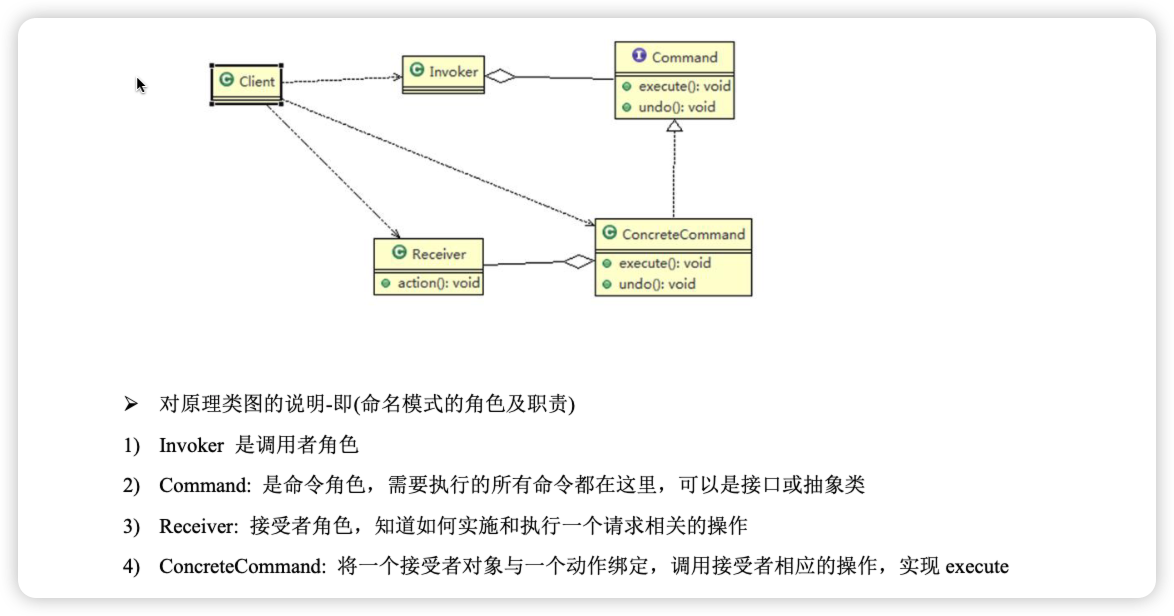 Client
Invoker
Command
execute(): void
undo(): void
Receiver
action(): void
ConcreteCommand
execute(): void
undo(): void
➢ 对原理类图的说明-即(命名模式的角色及职责)
1) Invoker 是调用者角色
2) Command: 是命令角色，需要执行的所有命令都在这里，可以是接口或抽象类
3) Receiver: 接受者角色，知道如何实施和执行一个请求相关的操作
4) ConcreteCommand: 将一个接受者对象与一个动作绑定，调用接受者相应的操作，实现 execute